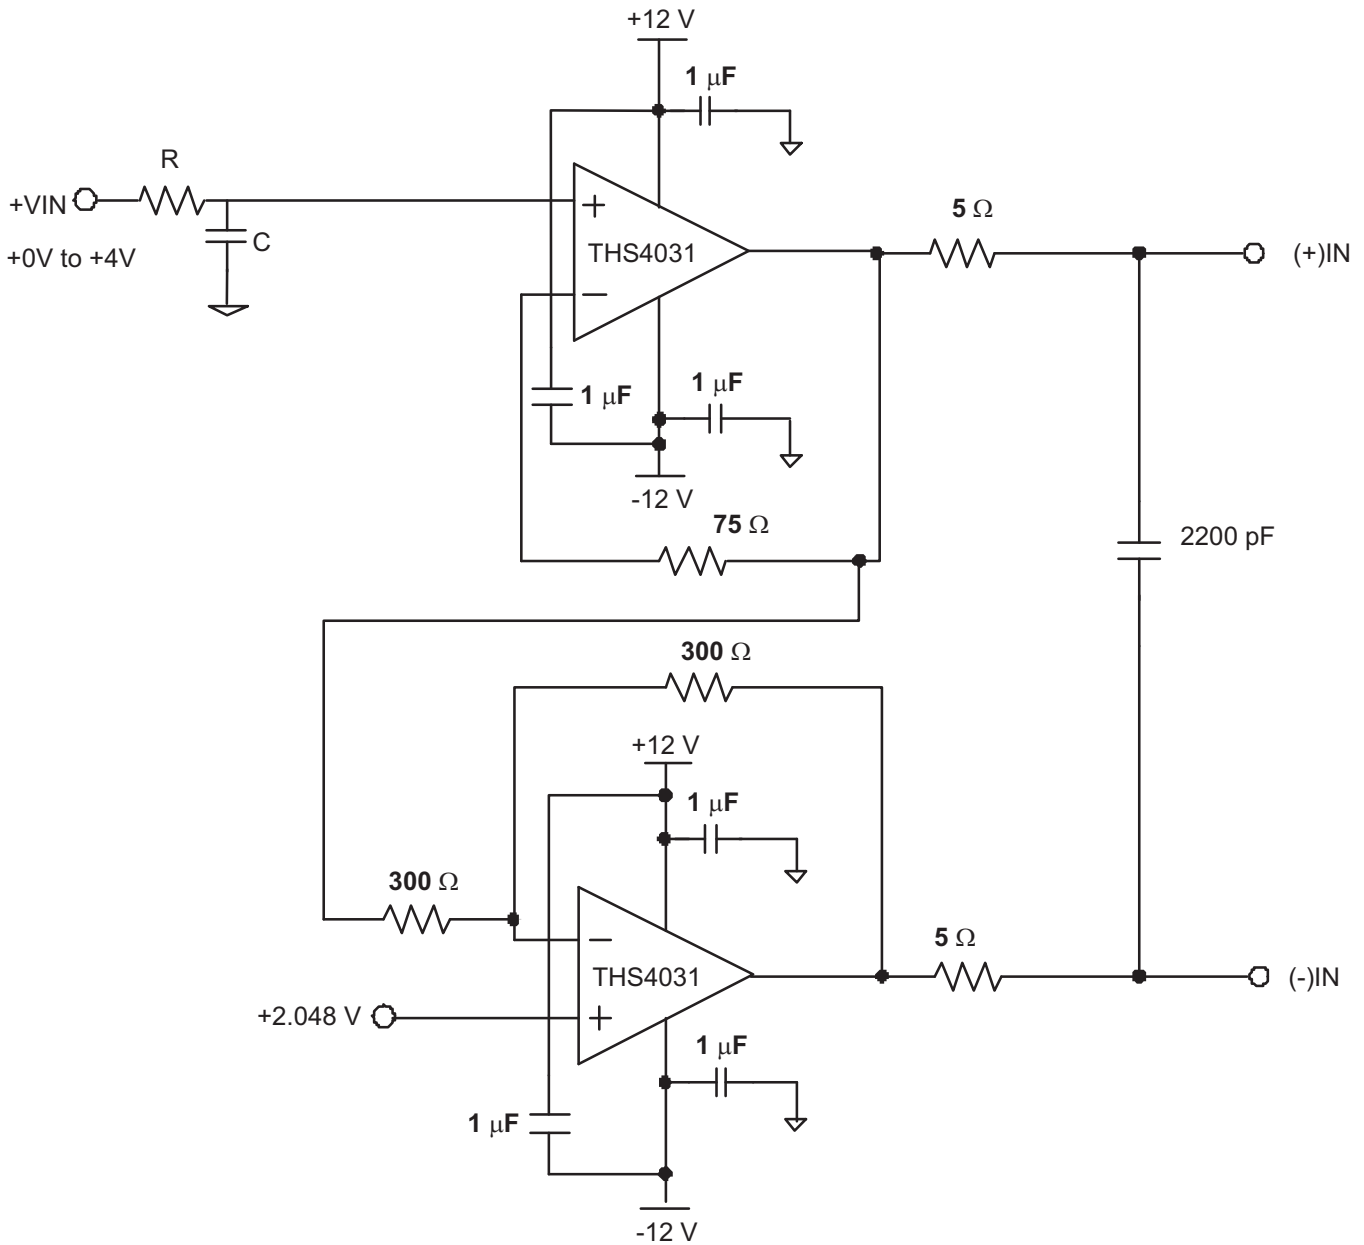 +12 V
1 μF
R
+VIN
+
THS4031
5 Ω
(+)IN
C
+0V to +4V
−
1 μF
1 μF
-12 V
75 Ω
2200 pF
300 Ω
+12 V
1 μF
300 Ω
−
THS4031
5 Ω
(-)IN
+2.048 V
+
1 μF
1 μF
-12 V